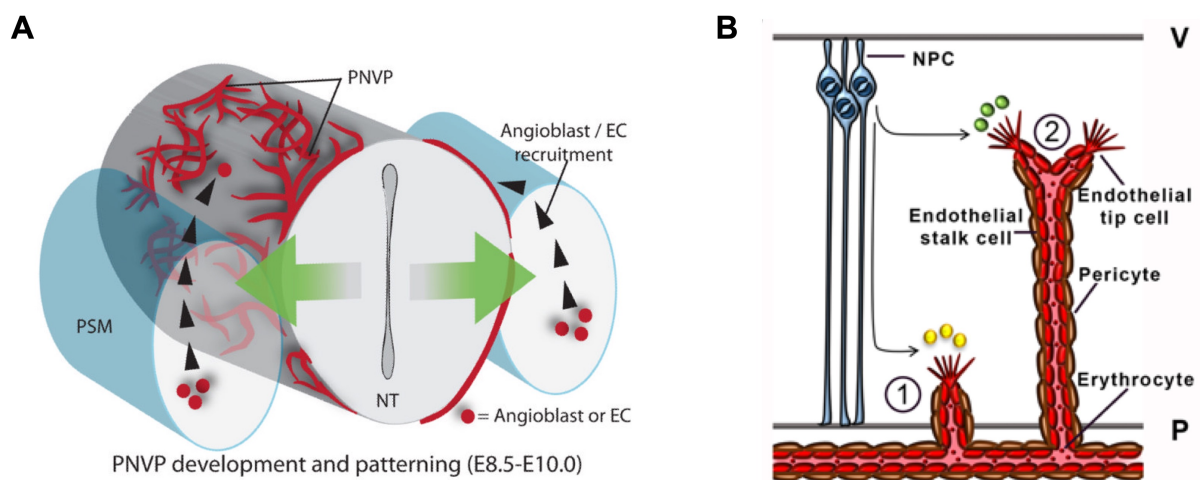 A
PNVP
Angioblast / EC
recruitment
PSM
NT
= Angioblast or EC
PNVP development and patterning (E8.5-E10.0)
B
V
NPC
2
Endothelial
tip cell
Endothelial
stalk cell
Pericyte
1
Erythrocyte
P